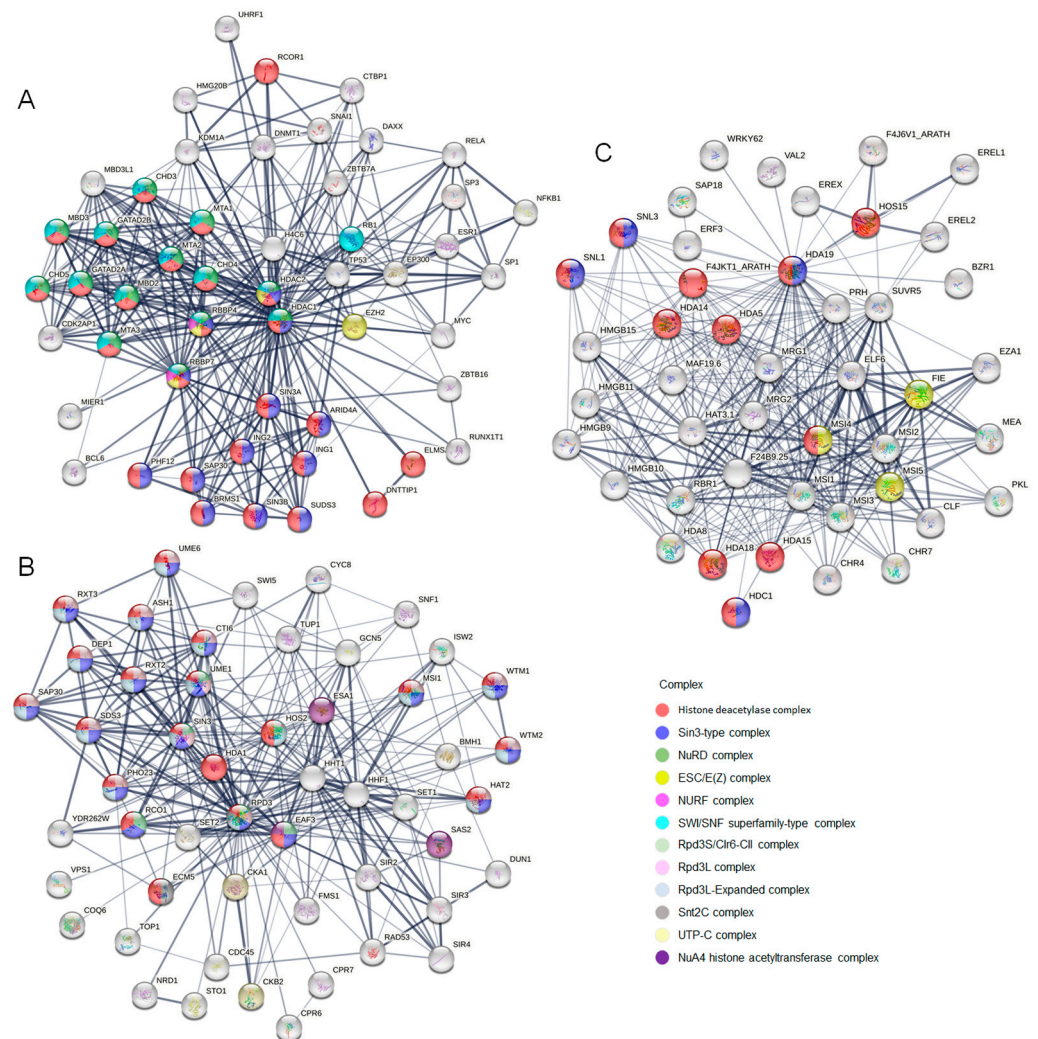 A
UHRF1
RCOR1
HMG20B
CTBP1
SNAI1
KDM1A
DNMT1
DAXX
RELA
MBD3L1
CHD3
ZBTB7A
SP3
NFKB1
MBD3
GATAD2B
MTA1
RB1
ESR1
MTA2
H4C6
TP53
EP300
SP1
CHD5
GATAD2A
MBD2
CHD4
HDAC2
HDAC1
EZH2
CDK2AP1
MTA3
RBBP4
MYC
RBBP7
ZBTB16
MIER1
SIN3A
ARID4A
RUNX1T1
BCL6
ING2
ING1
ELMS
PHF12
SAP30
DNTTIP1
BRMS1
SIN3B
SUDS3
B
UME6
SWI5
CYC8
RXT3
ASH1
SNF1
CTI6
TUP1
GCN5
ISW2
DEP1
RXT2
UME1
MSI1
WTM1
ESA1
SAP30
SDS3
SIN3
HOS2
WTM2
HDA1
BMH1
HHT1
PHO23
HHF1
HAT2
RPD3
SET1
YDR262W
RCO1
SET2
EAF3
SAS2
VPS1
ECM5
CKA1
SIR2
DUN1
FMS1
COQ6
SIR3
TOP1
RAD53
SIR4
CDC45
NRD1
STO1
CKB2
CPR7
CPR6
C
WRKY62
VAL2
F4J6V1_ARATH
EREL1
SAP18
EREX
SNL3
HOS15
EREL2
ERF3
SNL1
F4JKT1_ARATH
HDA19
BZR1
HDA14
HDA5
PRH
SUVR5
HMGB15
MRG1
EZA1
MAF19.6
ELF6
FIE
HMGB11
MRG2
HAT3.1
MSI4
MSI2
MEA
HMGB9
F24B9.25
HMGB10
RBR1
MSI1
MSI5
MSI3
PKL
CLF
HDA8
HDA18
HDA15
CHR4
CHR7
HDC1
Complex
Histone deacetylase complex
Sin3-type complex
NuRD complex
ESC/E(Z) complex
NURF complex
SWI/SNF superfamily-type complex
Rpd3S/Clr6-CII complex
Rpd3L complex
Rpd3L-Expanded complex
Snt2C complex
UTP-C complex
NuA4 histone acetyltransferase complex